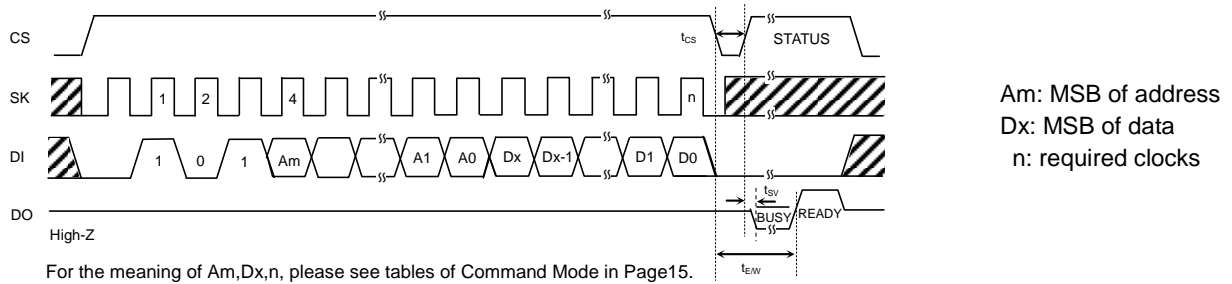 CS
tCS
STATUS
SK
1
2
4
n
DI
1
0
1
Am
A1
A0
Dx
Dx-1
D1
D0
tSV
DO
BUSY
READY
High-Z
tE/W
For the meaning of Am,Dx,n, please see tables of Command Mode in Page15.
Am: MSB of address
Dx: MSB of data
n: required clocks